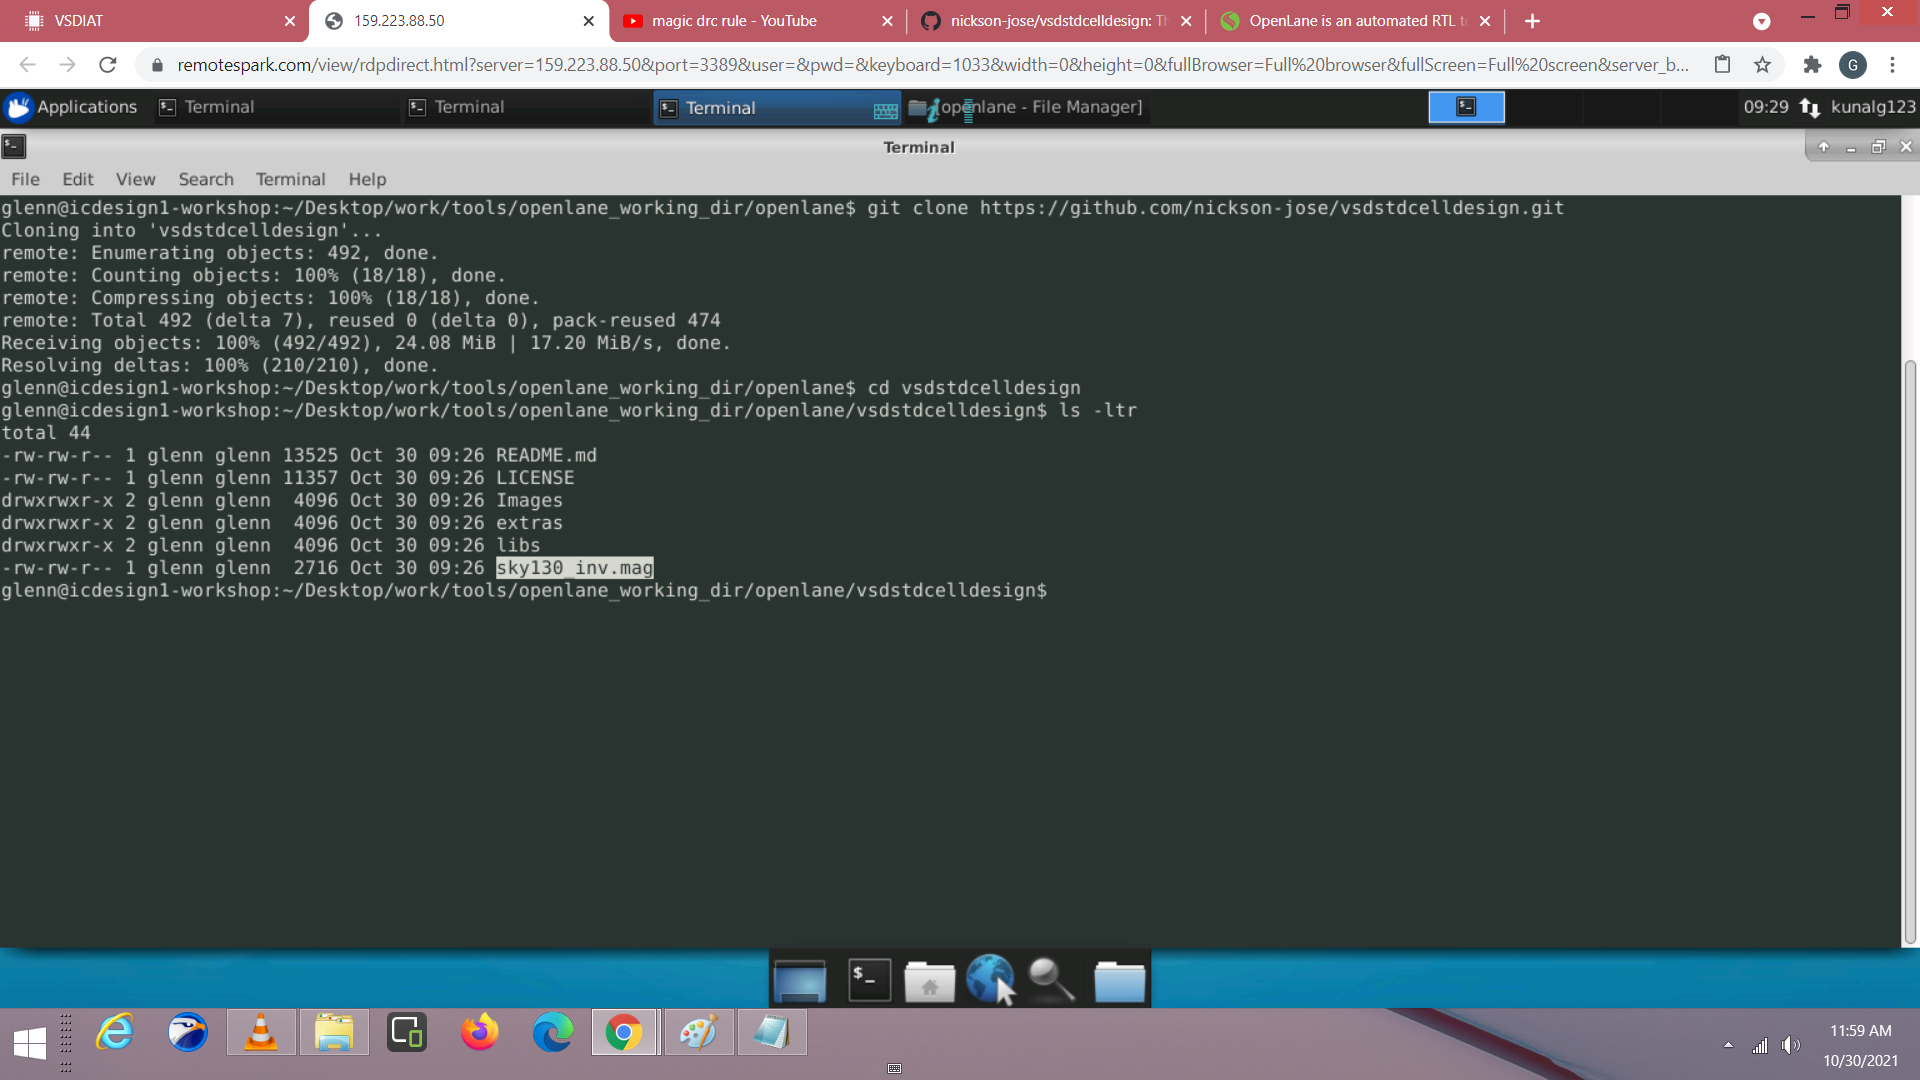 VSDIAT
159.223.88.50
magic drc rule - YouTube
nickson-jose/vsdstdcelldesign: Th
OpenLane is an automated RTL to
remotespark.com/view/rdpdirect.html?server=159.223.88.50&port=3389&user=&pwd=&keyboard=1033&width=0&height=0&fullBrowser=Full%20browser&fullScreen=Full%20screen&server_b...
G
Applications
Terminal
Terminal
Terminal
[openlane - File Manager]
09:29
kunalg123
Terminal
File Edit View Search Terminal Help
glenn@icdesign1-workshop:~/Desktop/work/tools/openlane_working_dir/openlane$ git clone https://github.com/nickson-jose/vsdstdcelldesign.git
Cloning into 'vsdstdcelldesign'...
remote: Enumerating objects: 492, done.
remote: Counting objects: 100% (18/18), done.
remote: Compressing objects: 100% (18/18), done.
remote: Total 492 (delta 7), reused 0 (delta 0), pack-reused 474
Receiving objects: 100% (492/492), 24.08 MiB | 17.20 MiB/s, done.
Resolving deltas: 100% (210/210), done.
glenn@icdesign1-workshop:~/Desktop/work/tools/openlane_working_dir/openlane$ cd vsdstdcelldesign
glenn@icdesign1-workshop:~/Desktop/work/tools/openlane_working_dir/openlane/vsdstdcelldesign$ ls -ltr
total 44
-rw-rw-r-- 1 glenn glenn 13525 Oct 30 09:26 README.md
-rw-rw-r-- 1 glenn glenn 11357 Oct 30 09:26 LICENSE
drwxrwxr-x 2 glenn glenn  4096 Oct 30 09:26 Images
drwxrwxr-x 2 glenn glenn  4096 Oct 30 09:26 extras
drwxrwxr-x 2 glenn glenn  4096 Oct 30 09:26 libs
-rw-rw-r-- 1 glenn glenn  2716 Oct 30 09:26 sky130_inv.mag
glenn@icdesign1-workshop:~/Desktop/work/tools/openlane_working_dir/openlane/vsdstdcelldesign$
11:59 AM
10/30/2021